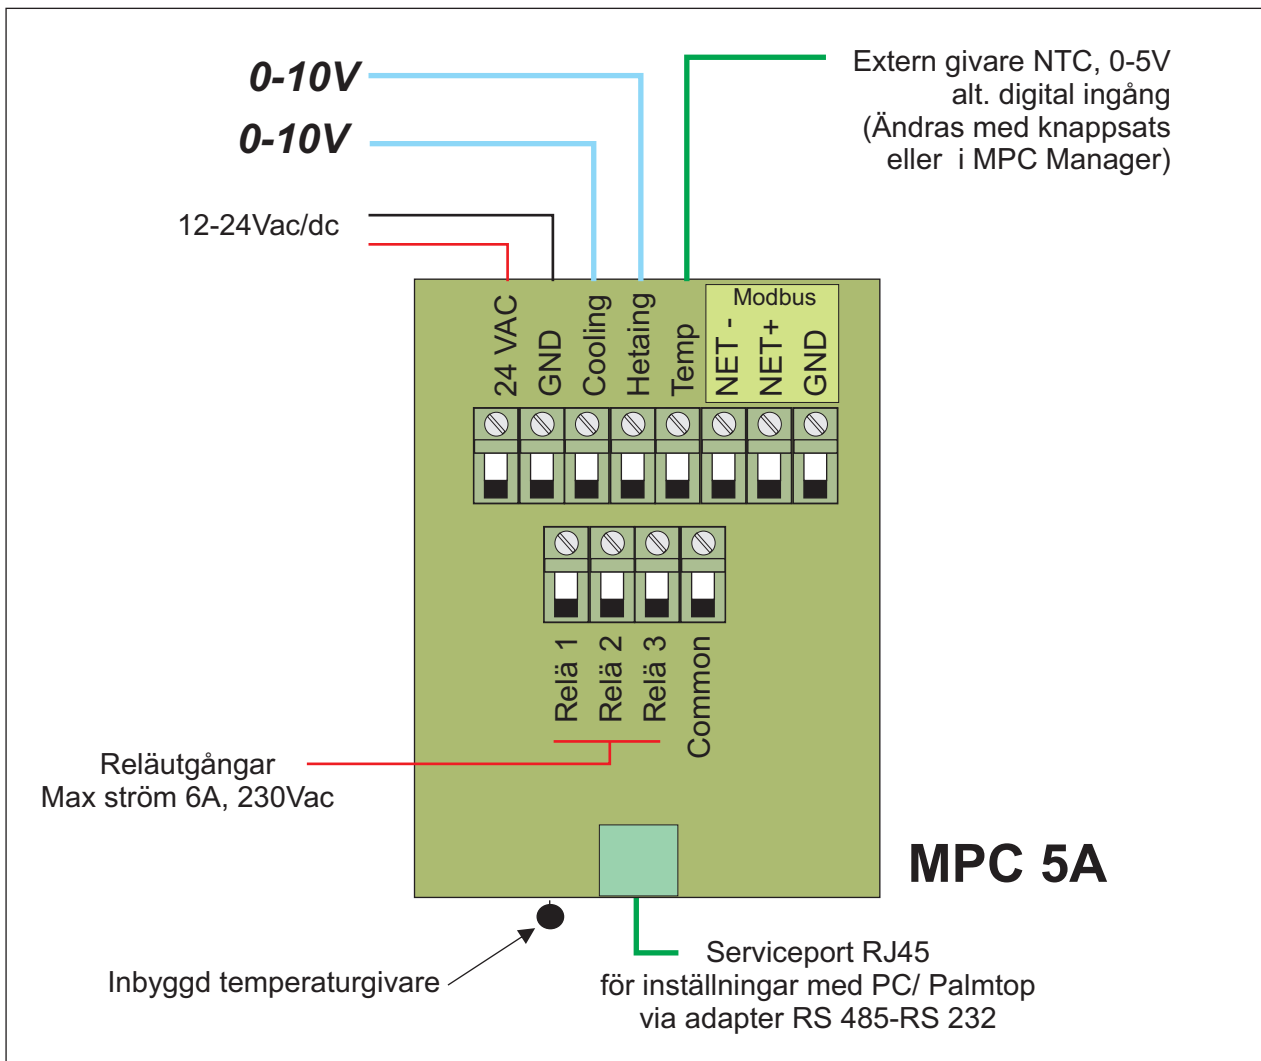 0-10V
0-10V
12-24Vac/dc
Extern givare NTC, 0-5V
alt. digital ingång
(Ändras med knappsats
eller i MPC Manager)
24 VAC
GND
Cooling
Hetaing
Temp
Modbus
NET -
NET+
GND
Relä 1
Relä 2
Relä 3
Common
Reläutgångar
Max ström 6A, 230Vac
MPC 5A
Inbyggd temperaturgivare
Serviceport RJ45
för inställningar med PC/ Palmtop
via adapter RS 485-RS 232